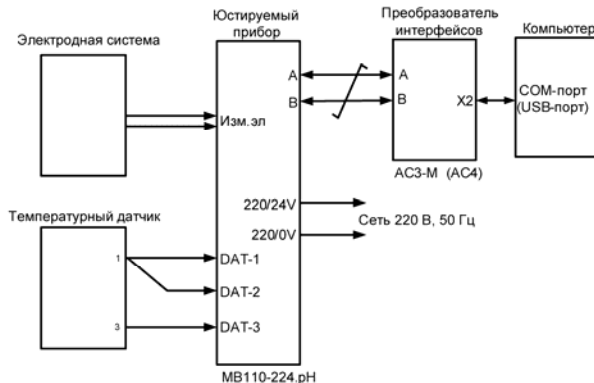 Электродная система
Юстируемый
прибор
Преобразователь
интерфейсов
Компьютер
A
B
A
B
X2
COM-порт
(USB-порт)
Изм.эл
АС3-М (АС4)
Температурный датчик
220/24V
Сеть 220 В, 50 Гц
220/0V
1
DAT-1
DAT-2
3
DAT-3
МВ110-224.pH